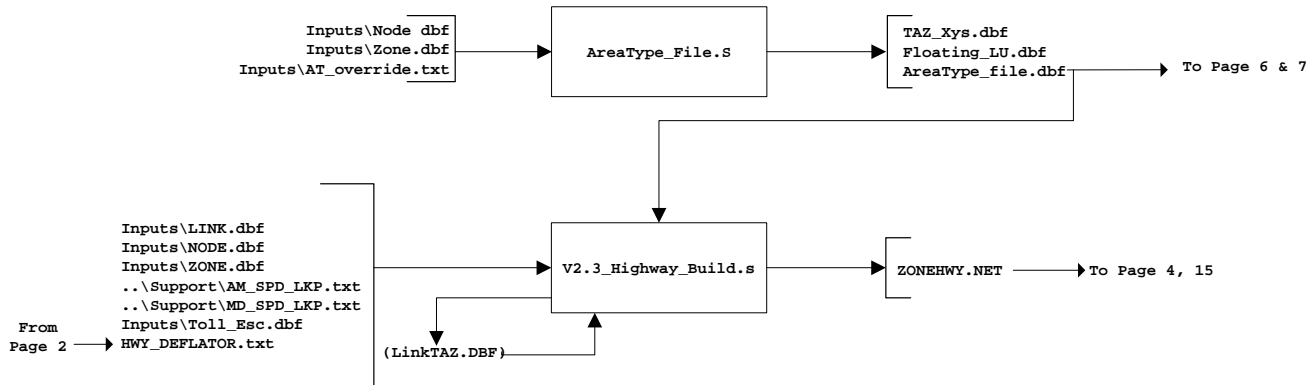 Inputs\Node dbf
Inputs\Zone.dbf
Inputs\AT_override.txt
AreaType_File.S
TAZ_Xys.dbf
Floating_LU.dbf
AreaType_file.dbf
To Page 6 & 7
Inputs\LINK.dbf
Inputs\NODE.dbf
Inputs\ZONE.dbf
..\Support\AM_SPD_LKP.txt
..\Support\MD_SPD_LKP.txt
Inputs\Toll_Esc.dbf
HWY_DEFLATOR.txt
From
Page 2
V2.3_Highway_Build.s
(LinkTAZ.DBF)
ZONEHWY.NET
To Page 4, 15